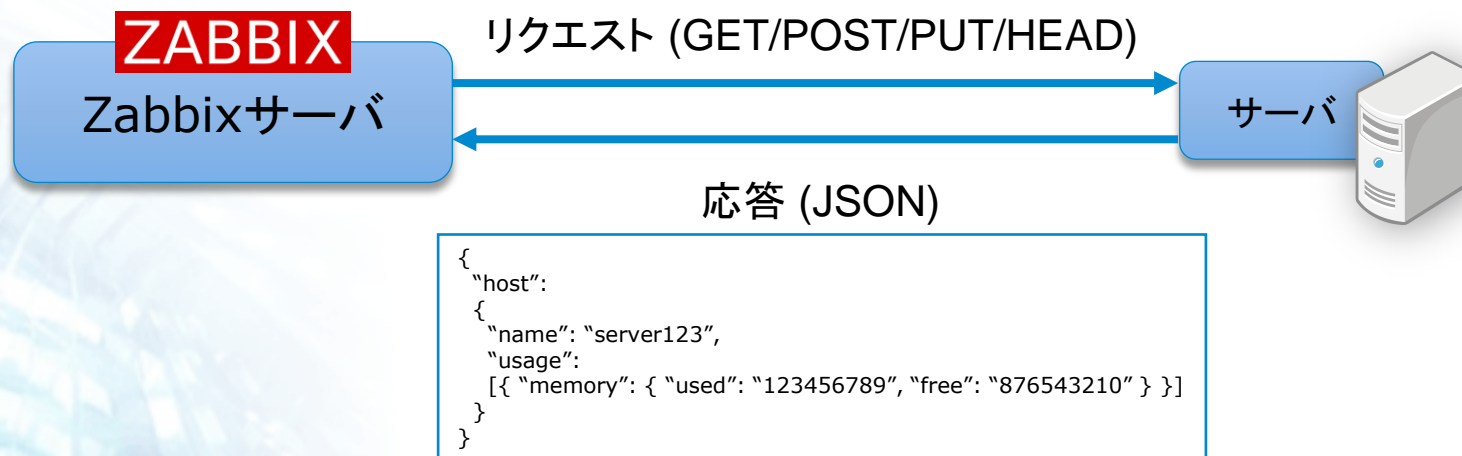 ZABBIX
Zabbixサーバ
リクエスト (GET/POST/PUT/HEAD)
サーバ
応答 (JSON)
{
“host”:
{
“name”: “server123”,
“usage”:
[{ “memory”: { “used”: “123456789”, “free”: “876543210” } }]
}
}